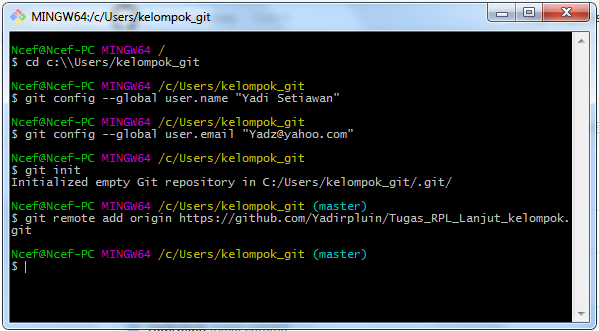 MINGW64:/c/Users/kelompok_git
Ncef@Ncef-PC MINGW64 /
$ cd c:\\Users/kelompok_git
Ncef@Ncef-PC MINGW64 /c/Users/kelompok_git
$ git config --global user.name "Yadi Setiawan"
Ncef@Ncef-PC MINGW64 /c/Users/kelompok_git
$ git config --global user.email "Yadz@yahoo.com"
Ncef@Ncef-PC MINGW64 /c/Users/kelompok_git
$ git init
Initialized empty Git repository in C:/Users/kelompok_git/.git/
Ncef@Ncef-PC MINGW64 /c/Users/kelompok_git (master)
$ git remote add origin https://github.com/Yadirpluin/Tugas_RPL_Lanjut_kelompok.
git
Ncef@Ncef-PC MINGW64 /c/Users/kelompok_git (master)
$